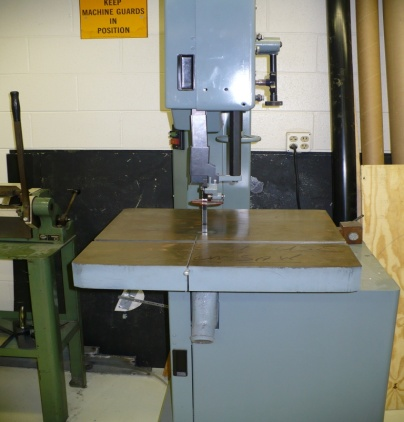 KEEP
MACHINE GUARDS
IN
POSITION